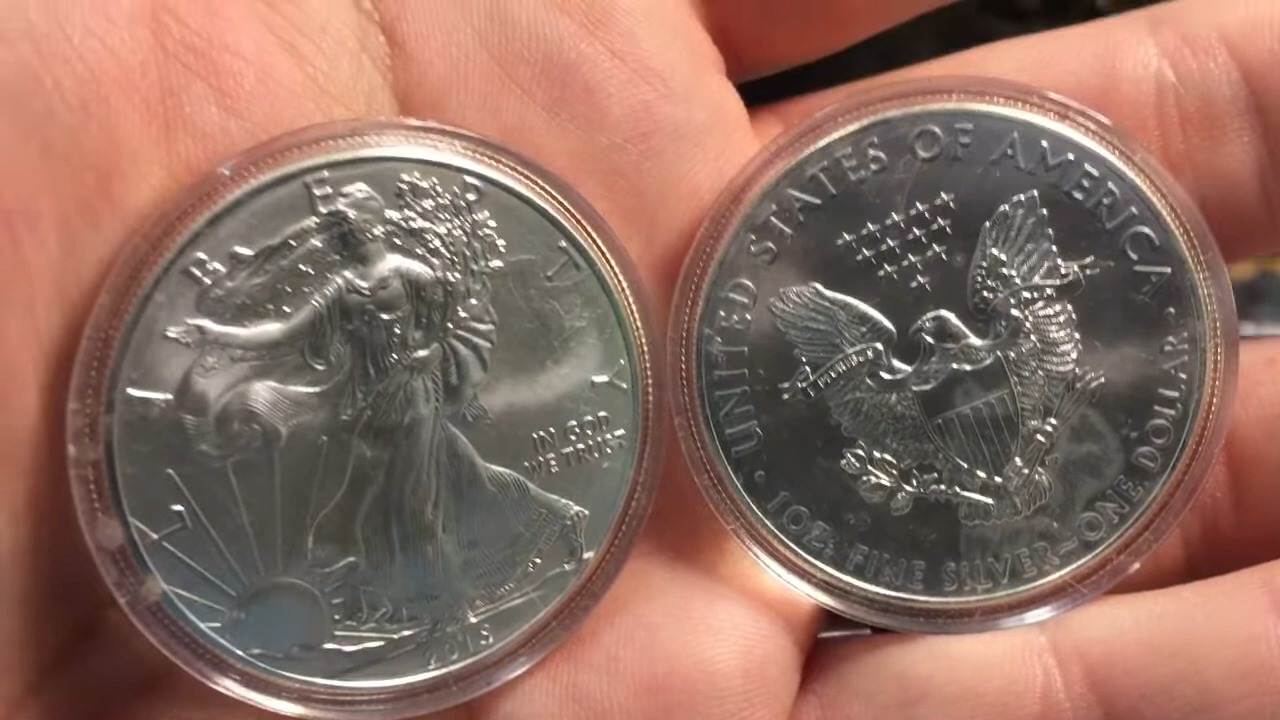 LIBERTY
IN GOD
WE TRUST
2015
UNITED STATES OF AMERICA
1 OZ. FINE SILVER~ONE DOLLAR